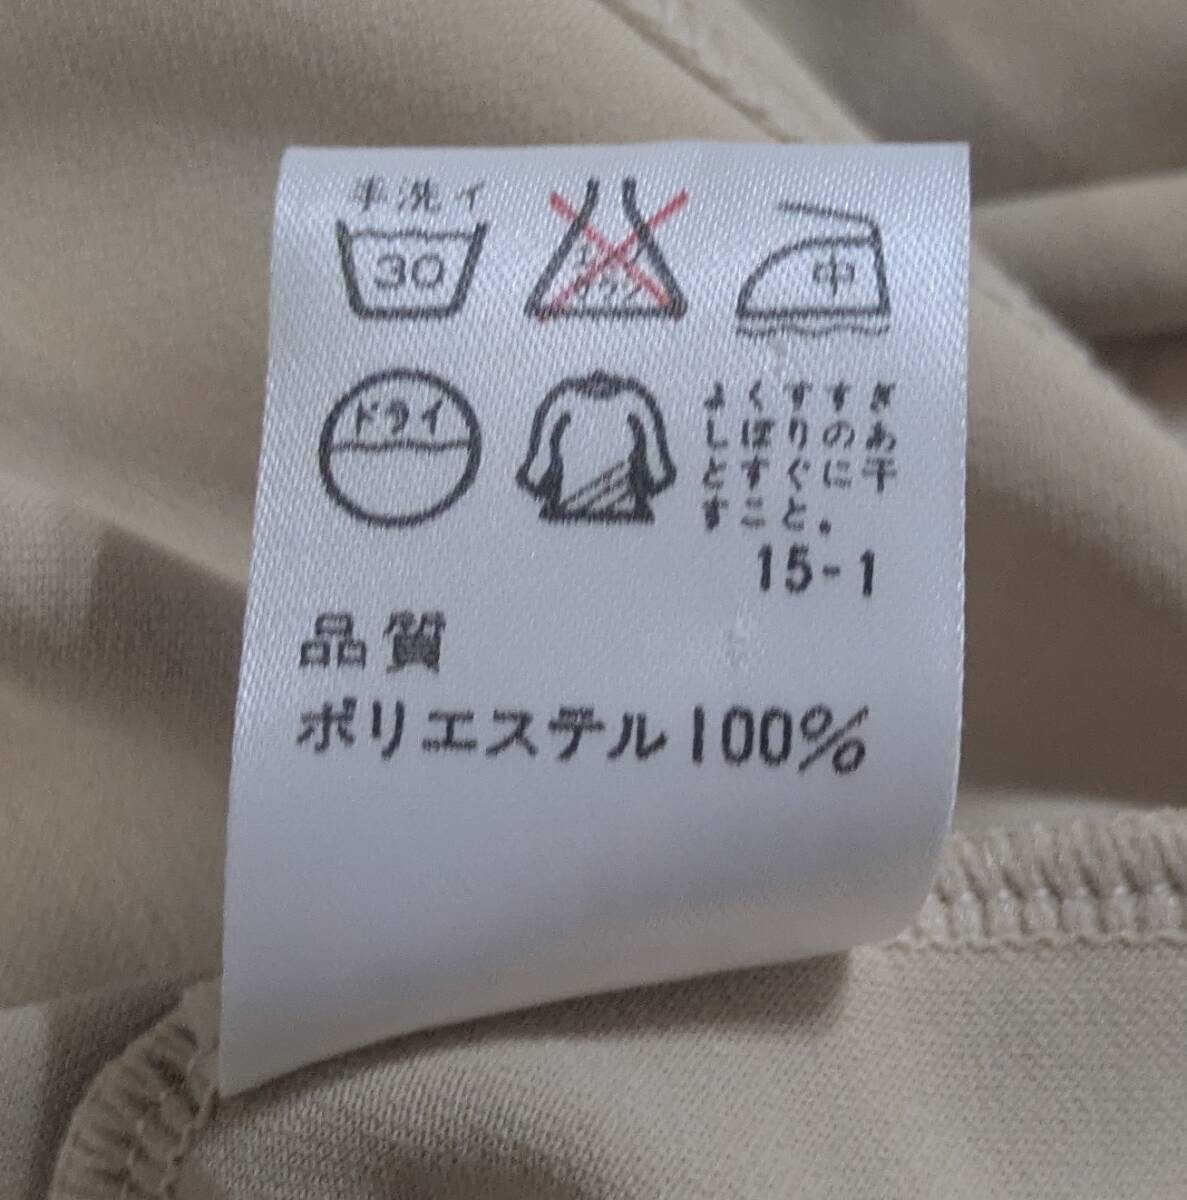 手洗イ
30
中
ドライ
よくすすぎ
しぼりのあ
とすぐに干
すこと。
15-1
品質
ポリエステル100%